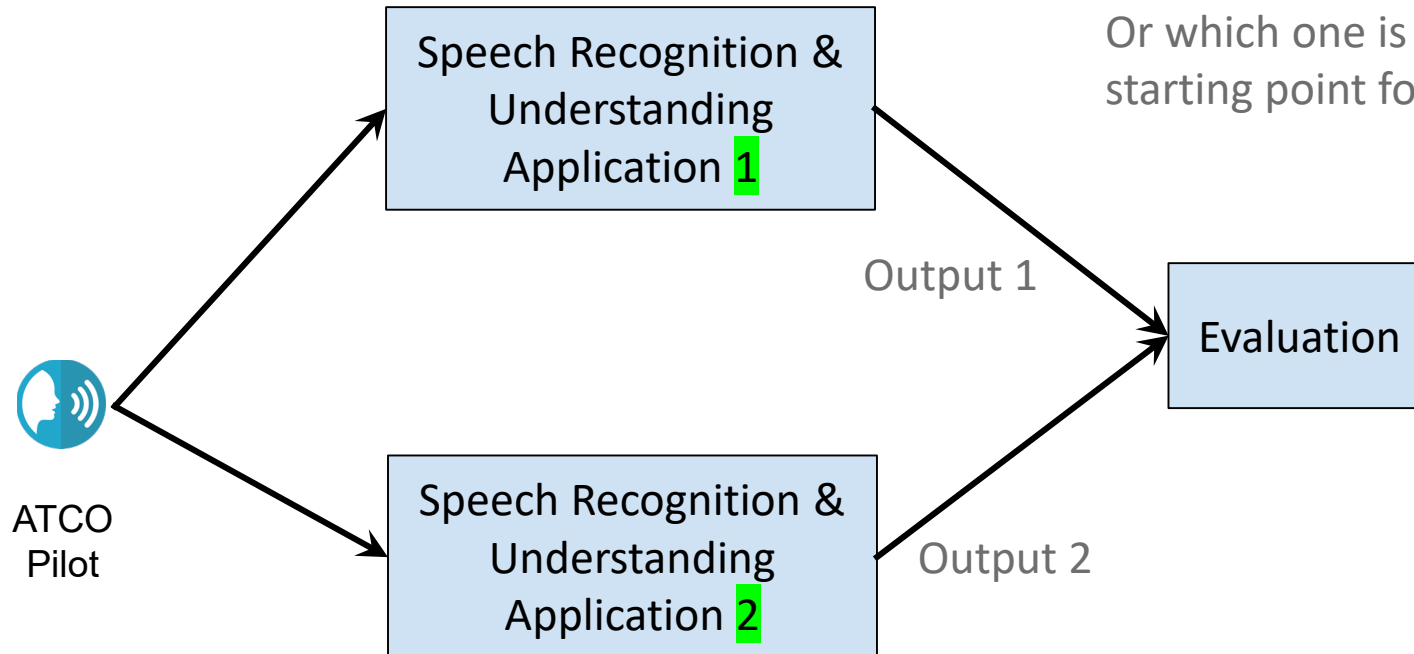 Speech Recognition &
Understanding
Application 1
Or which one is
starting point fo
Output 1
Evaluation
ATCO
Pilot
Speech Recognition &
Understanding
Application 2
Output 2